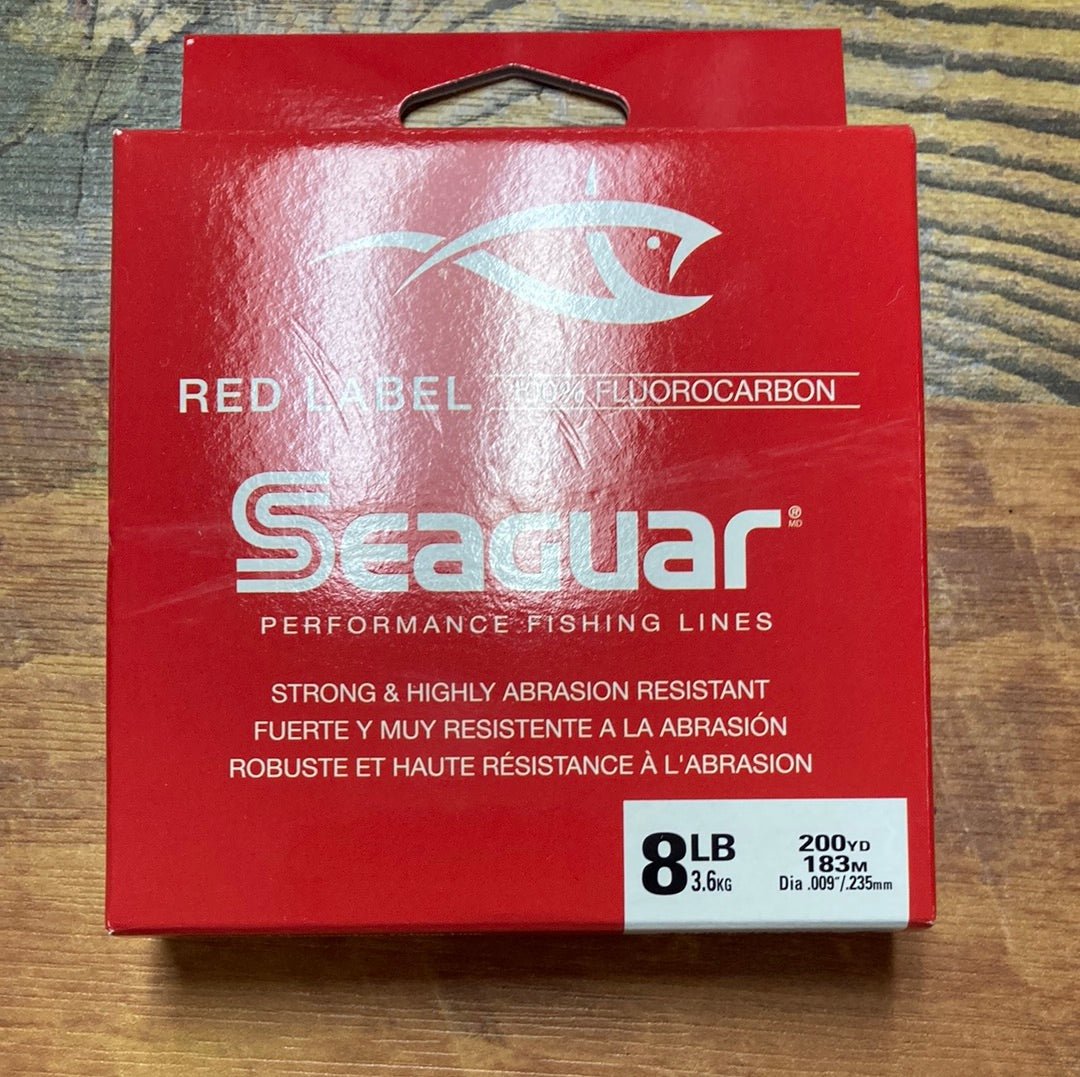 RED LABEL 100% FLUOROCARBON
Seaguar®
MD
PERFORMANCE FISHING LINES
STRONG & HIGHLY ABRASION RESISTANT
FUERTE Y MUY RESISTENTE A LA ABRASIÓN
ROBUSTE ET HAUTE RÉSISTANCE À L'ABRASION
8LB 200YD
183M
3.6KG Dia .009"/.235mm